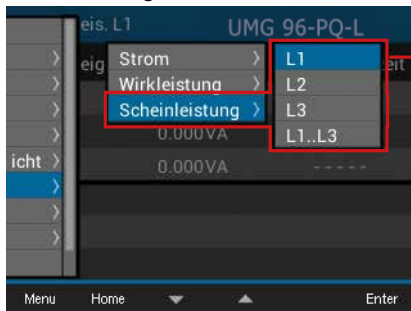 eis. L1 UMG 96-PQ-L
eig Strom > L1 eit
> Wirkleistung > L2
> Scheinleistung > L3
> 0.000VA L1..L3
icht > 0.000VA -----
Menu Home Enter